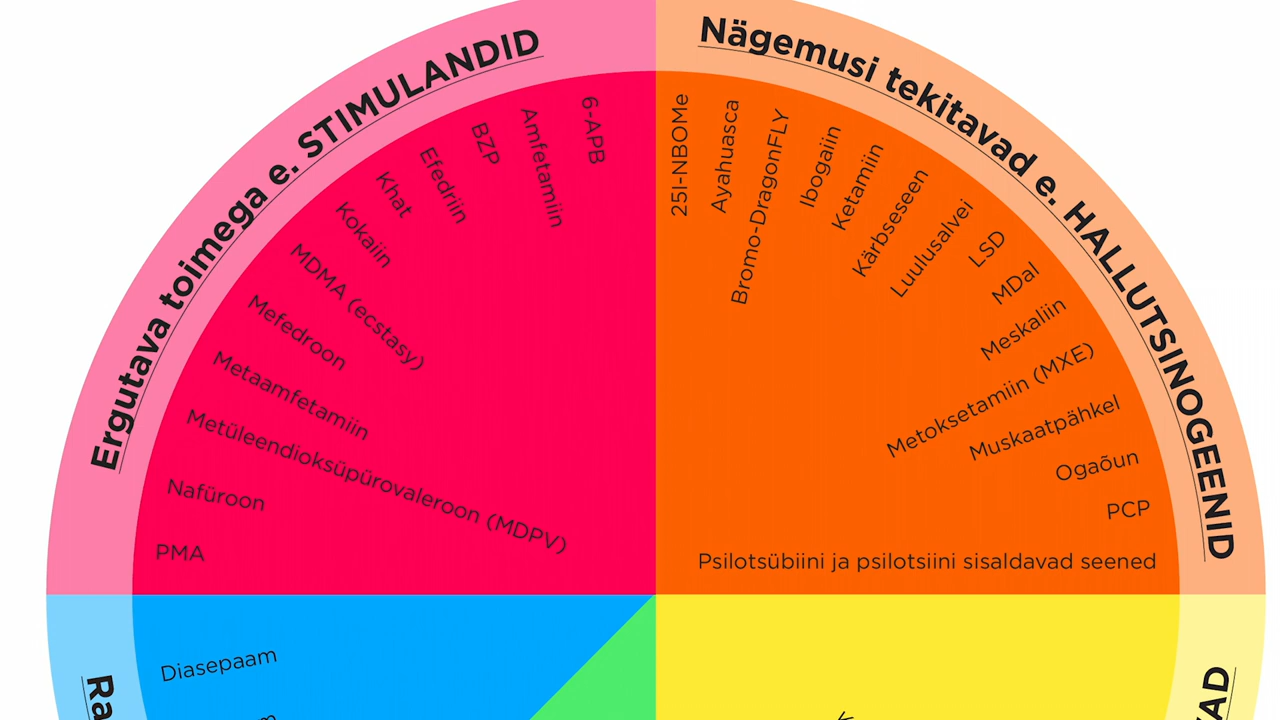 Ergutava toimega e. STIMULANDID
6-APB
Amfetamiin
BZP
Efedriin
Khat
Kokaiin
MDMA (ecstasy)
Mefedroon
Metaamfetamiin
Metüleendioksüpürovaleroon (MDPV)
Nafüroon
PMA
Nägemusi tekitavad e. HALLUTSINOGEENID
25I-NBOMe
Ayahuasca
Bromo-DragonFLY
Ibogaiin
Ketamiin
Kärbseseen
Luulusalvei
LSD
MDal
Meskaliin
Metoksetamiin (MXE)
Muskaatpähkel
Ogaõun
PCP
Psilotsübiini ja psilotsiini sisaldavad seened
Diasepaam